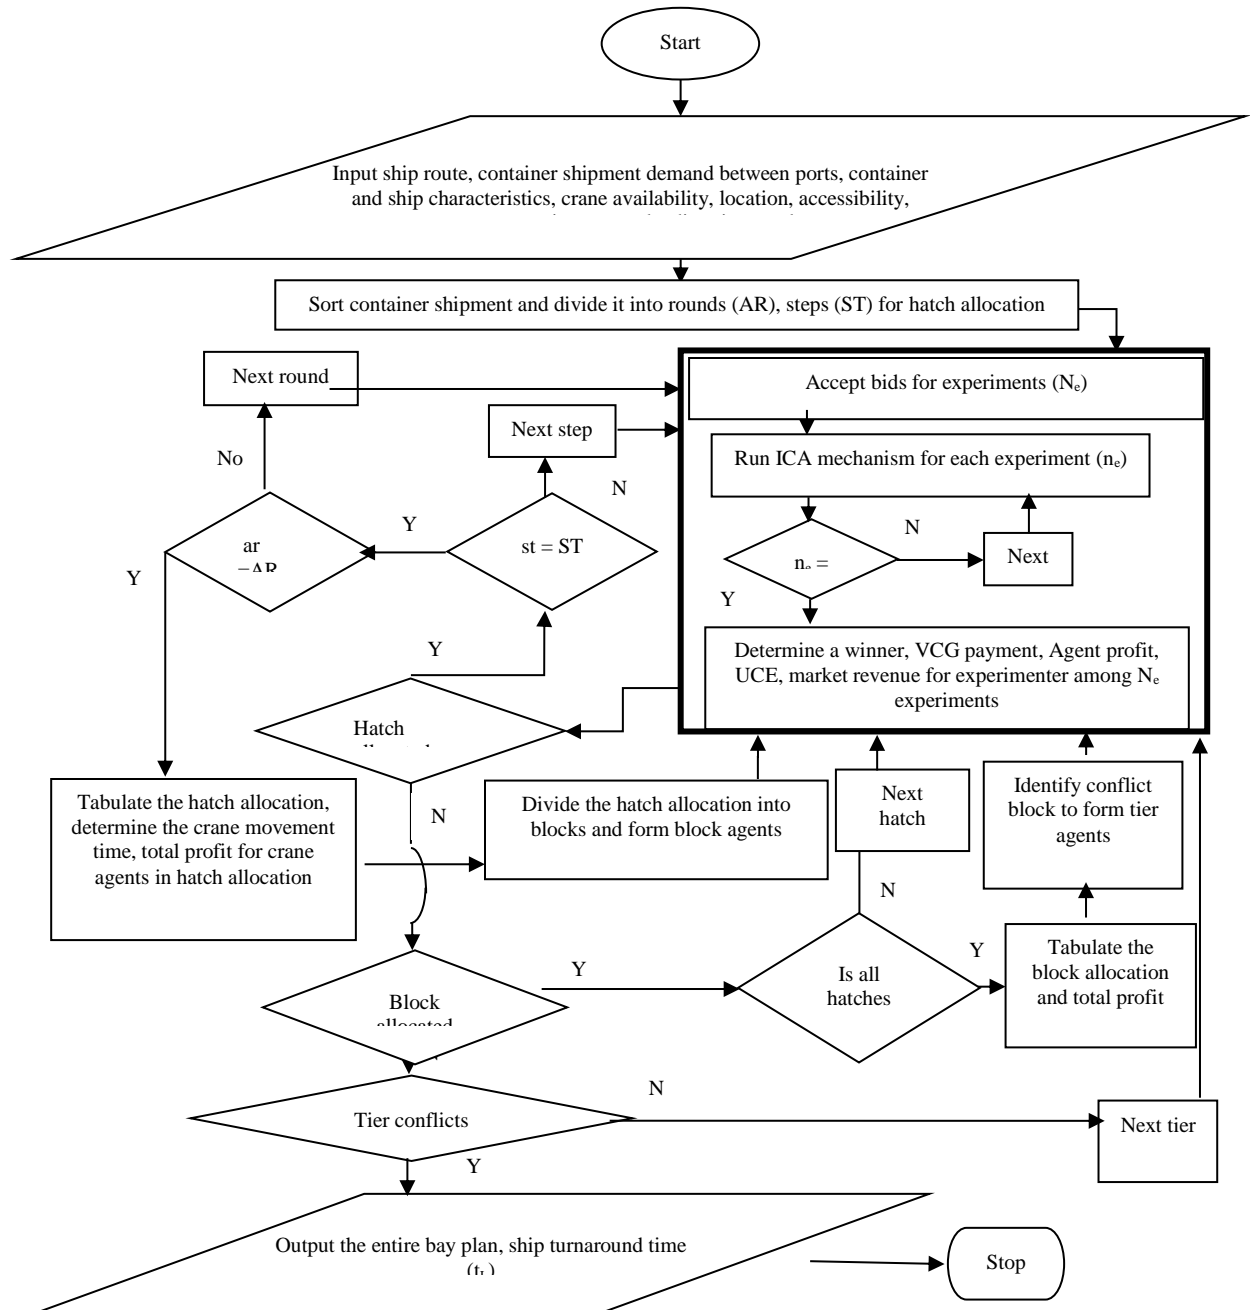 Start
Input ship route, container shipment demand between ports, container
and ship characteristics, crane availability, location, accessibility,
Sort container shipment and divide it into rounds (AR), steps (ST) for hatch allocation
Next round
Accept bids for experiments (Nₑ)
Next step
Run ICA mechanism for each experiment (nₑ)
No
N
Y
st = ST
N
ar
=AR
nₑ =
Next
Y
Y
Y
Determine a winner, VCG payment, Agent profit,
UCE, market revenue for experimenter among Nₑ
experiments
Hatch
Tabulate the hatch allocation,
determine the crane movement
time, total profit for crane
agents in hatch allocation
N
Divide the hatch allocation into
blocks and form block agents
Next
hatch
Identify conflict
block to form tier
agents
N
Block
allocated
Y
Is all
hatches
Y
Tabulate the
block allocation
and total profit
Tier conflicts
N
Next tier
Y
Output the entire bay plan, ship turnaround time
Stop